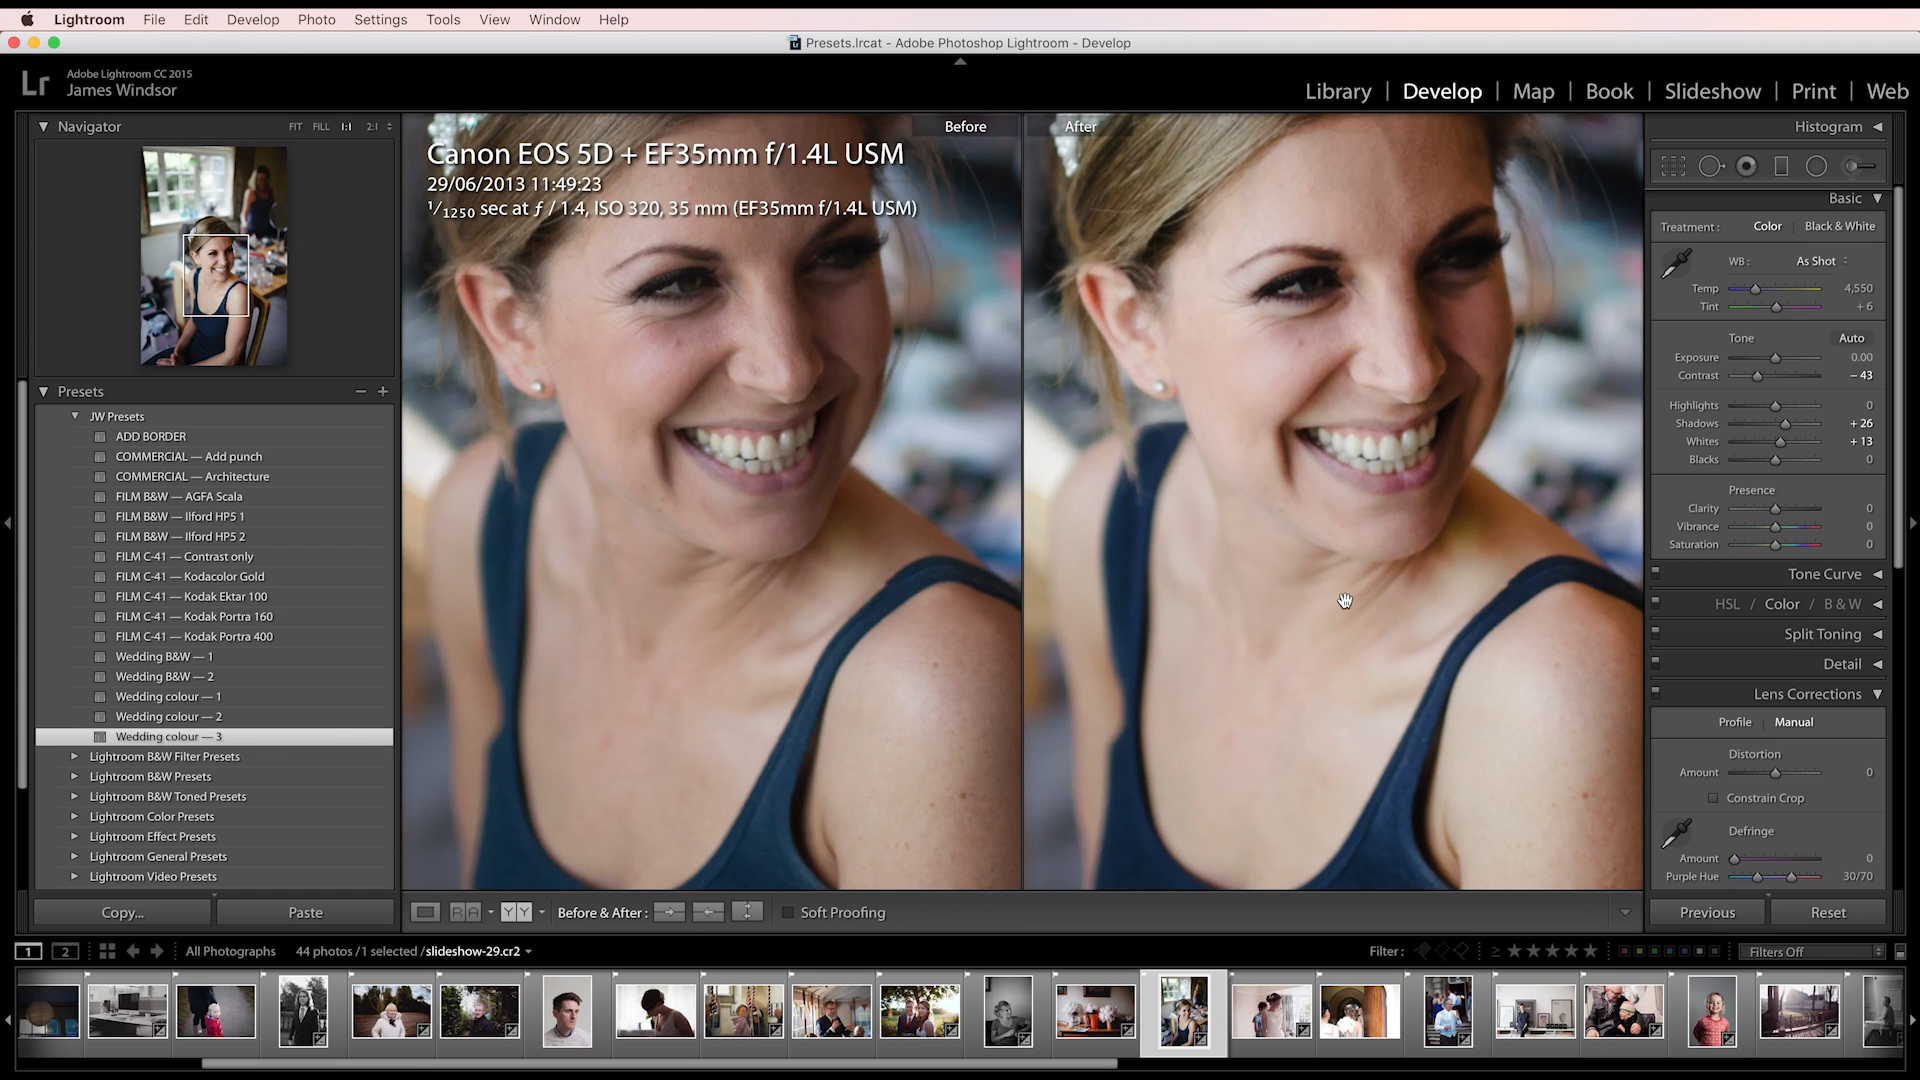 Lightroom File Edit Develop Photo Settings Tools View Window Help
Presets.lrcat - Adobe Photoshop Lightroom - Develop
Lr
Adobe Lightroom CC 2015
James Windsor
Library | Develop | Map | Book | Slideshow | Print | Web
Navigator FIT FILL 1:1 2:1
Presets − +
JW Presets
ADD BORDER
COMMERCIAL — Add punch
COMMERCIAL — Architecture
FILM B&W — AGFA Scala
FILM B&W — Ilford HP5 1
FILM B&W — Ilford HP5 2
FILM C-41 — Contrast only
FILM C-41 — Kodacolor Gold
FILM C-41 — Kodak Ektar 100
FILM C-41 — Kodak Portra 160
FILM C-41 — Kodak Portra 400
Wedding B&W — 1
Wedding B&W — 2
Wedding colour — 1
Wedding colour — 2
Wedding colour — 3
Lightroom B&W Filter Presets
Lightroom B&W Presets
Lightroom B&W Toned Presets
Lightroom Color Presets
Lightroom Effect Presets
Lightroom General Presets
Lightroom Video Presets
Copy... Paste
Before After
Canon EOS 5D + EF35mm f/1.4L USM
29/06/2013 11:49:23
1/1250 sec at ƒ / 1.4, ISO 320, 35 mm (EF35mm f/1.4L USM)
R A Y Y Before & After : Soft Proofing
Histogram
Basic
Treatment : Color | Black & White
WB : As Shot
Temp 4,550
Tint + 6
Tone Auto
Exposure 0.00
Contrast − 43
Highlights 0
Shadows + 26
Whites + 13
Blacks 0
Presence
Clarity 0
Vibrance 0
Saturation 0
Tone Curve
HSL / Color / B & W
Split Toning
Detail
Lens Corrections
Profile | Manual
Distortion
Amount 0
Constrain Crop
Defringe
Amount 0
Purple Hue 30/70
Previous Reset
1 2 All Photographs 44 photos / 1 selected / slideshow-29.cr2 Filter : ≥ Filters Off